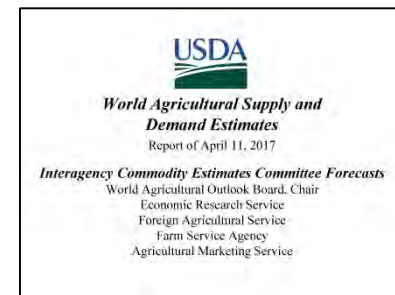 USDA
World Agricultural Supply and
Demand Estimates
Report of April 11, 2017
Interagency Commodity Estimates Committee Forecasts
World Agricultural Outlook Board, Chair
Economic Research Service
Foreign Agricultural Service
Farm Service Agency
Agricultural Marketing Service